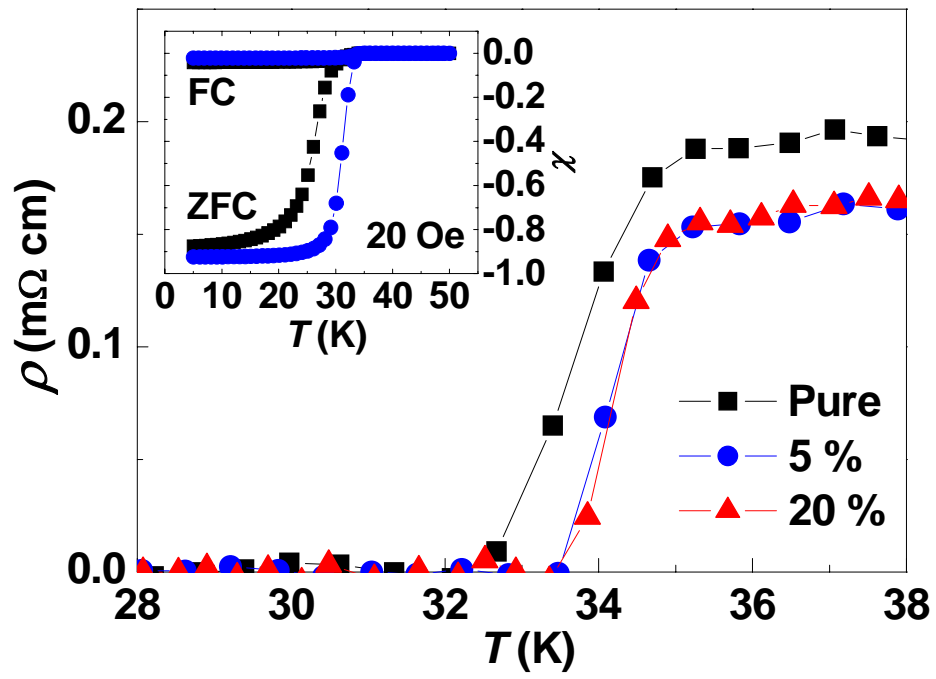 0.0
FC
-0.2
-0.4
χ
-0.6
ZFC
20 Oe
-0.8
-1.0
0 10 20 30 40 50
T (K)
0.2
0.1
0.0
ρ (mΩ cm)
Pure
5 %
20 %
28 30 32 34 36 38
T (K)